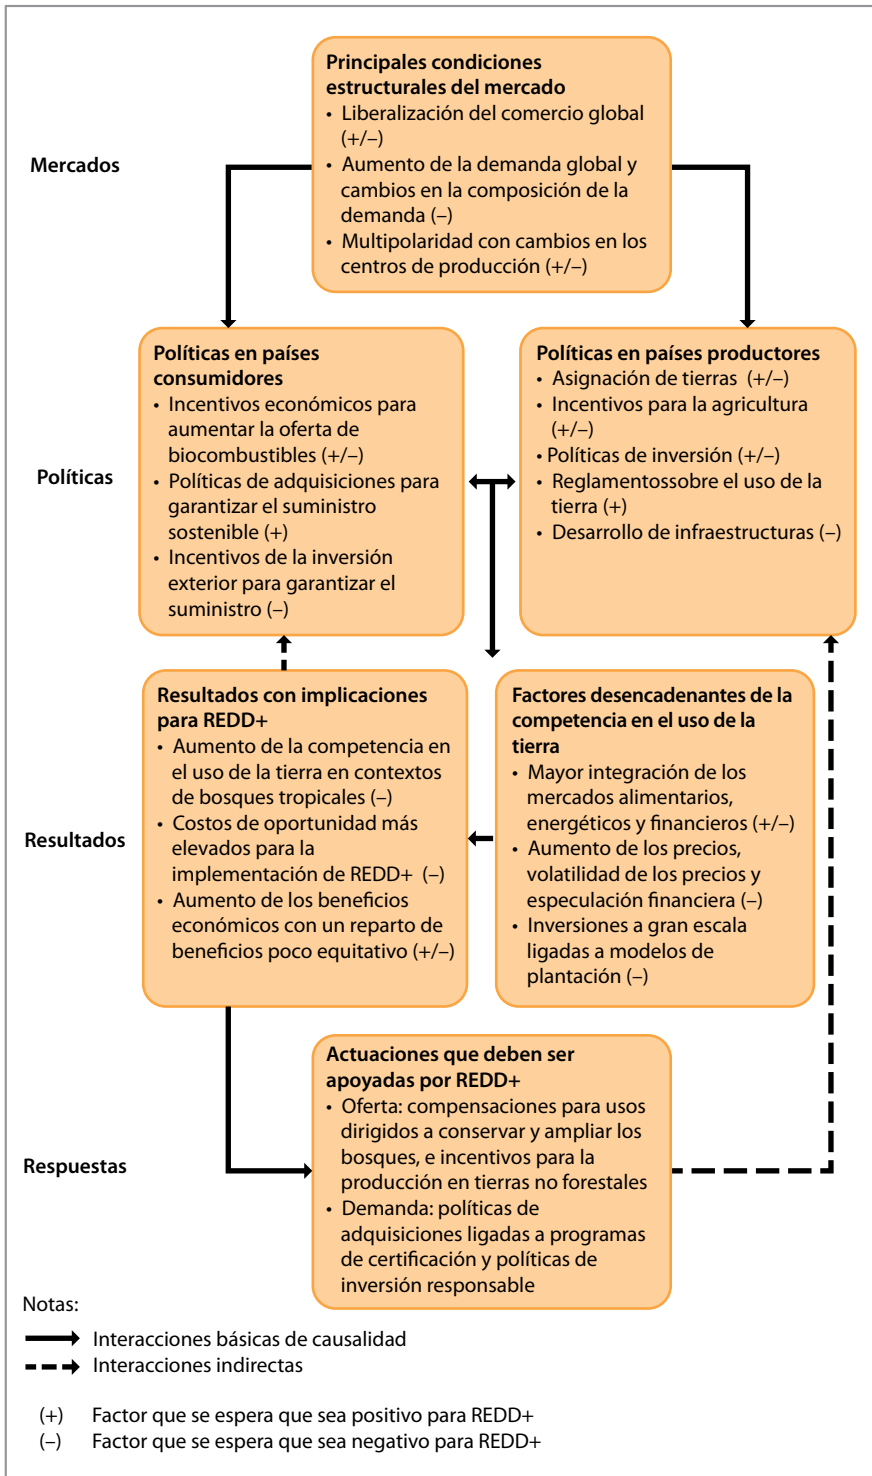 Principales condiciones
estructurales del mercado
• Liberalización del comercio global
(+/–)
• Aumento de la demanda global y
cambios en la composición de la
demanda (–)
• Multipolaridad con cambios en los
centros de producción (+/–)
Mercados
Políticas en países
consumidores
• Incentivos económicos para
aumentar la oferta de
biocombustibles (+/–)
• Políticas de adquisiciones para
garantizar el suministro
sostenible (+)
• Incentivos de la inversión
exterior para garantizar el
suministro (–)
Políticas en países productores
• Asignación de tierras (+/–)
• Incentivos para la agricultura
(+/–)
• Políticas de inversión (+/–)
• Reglamentossobre el uso de la
tierra (+)
• Desarrollo de infraestructuras (–)
Políticas
Resultados con implicaciones
para REDD+
• Aumento de la competencia en
el uso de la tierra en contextos
de bosques tropicales (–)
• Costos de oportunidad más
elevados para la
implementación de REDD+ (–)
• Aumento de los beneficios
económicos con un reparto de
beneficios poco equitativo (+/–)
Factores desencadenantes de la
competencia en el uso de la
tierra
• Mayor integración de los
mercados alimentarios,
energéticos y financieros (+/–)
• Aumento de los precios,
volatilidad de los precios y
especulación financiera (–)
• Inversiones a gran escala
ligadas a modelos de
plantación (–)
Resultados
Actuaciones que deben ser
apoyadas por REDD+
• Oferta: compensaciones para usos
dirigidos a conservar y ampliar los
bosques, e incentivos para la
producción en tierras no forestales
• Demanda: políticas de
adquisiciones ligadas a programas
de certificación y políticas de
inversión responsable
Respuestas
Notas:
Interacciones básicas de causalidad
Interacciones indirectas
(+) Factor que se espera que sea positivo para REDD+
(–) Factor que se espera que sea negativo para REDD+